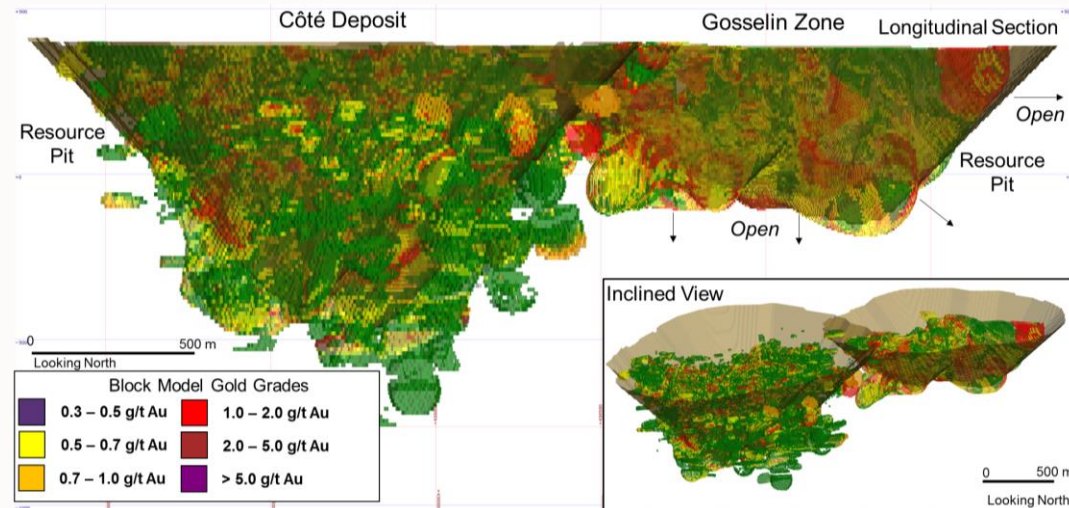 Côté Deposit
Gosselin Zone
Longitudinal Section
Open
Resource
Pit
Resource
Pit
Open
0
500 m
Looking North
Block Model Gold Grades
0.3 – 0.5 g/t Au
1.0 – 2.0 g/t Au
0.5 – 0.7 g/t Au
2.0 – 5.0 g/t Au
0.7 – 1.0 g/t Au
> 5.0 g/t Au
Inclined View
0
500 m
Looking North